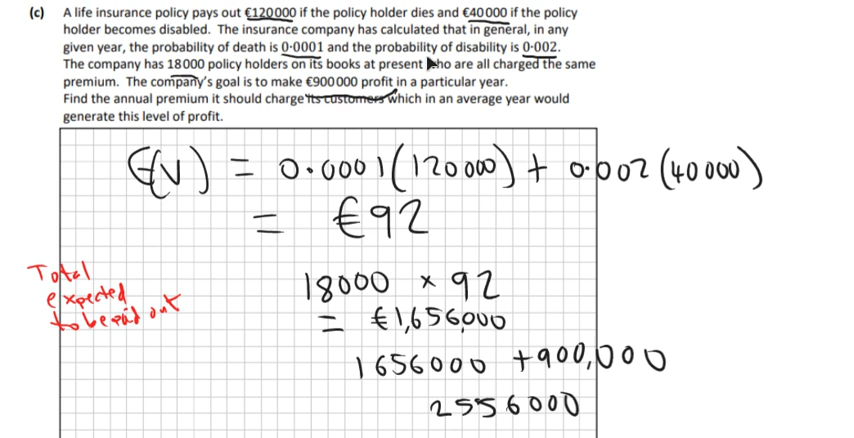 (c) A life insurance policy pays out €120 000 if the policy holder dies and €40 000 if the policy
holder becomes disabled. The insurance company has calculated that in general, in any
given year, the probability of death is 0·0001 and the probability of disability is 0·002.
The company has 18 000 policy holders on its books at present who are all charged the same
premium. The company's goal is to make €900 000 profit in a particular year.
Find the annual premium it should charge its customers which in an average year would
generate this level of profit.
E(V) = 0.0001(120 000) + 0.002(40 000)
= €92
Total
expected
to be paid out
18000 × 92
= €1,656,000
1656000 + 900,000
2556000